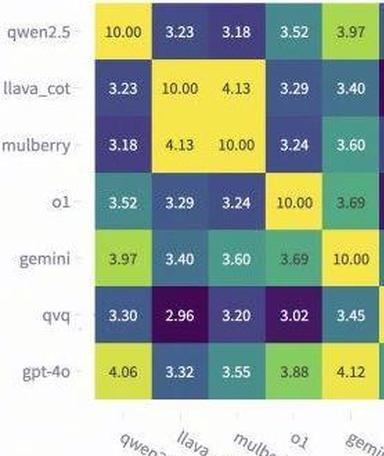 qwen2.5 10.00 3.23 3.18 3.52 3.97
llava_cot 3.23 10.00 4.13 3.29 3.40
mulberry 3.18 4.13 10.00 3.24 3.60
o1 3.52 3.29 3.24 10.00 3.69
gemini 3.97 3.40 3.60 3.69 10.00
qvq 3.30 2.96 3.20 3.02 3.45
gpt-4o 4.06 3.32 3.55 3.88 4.12
o1